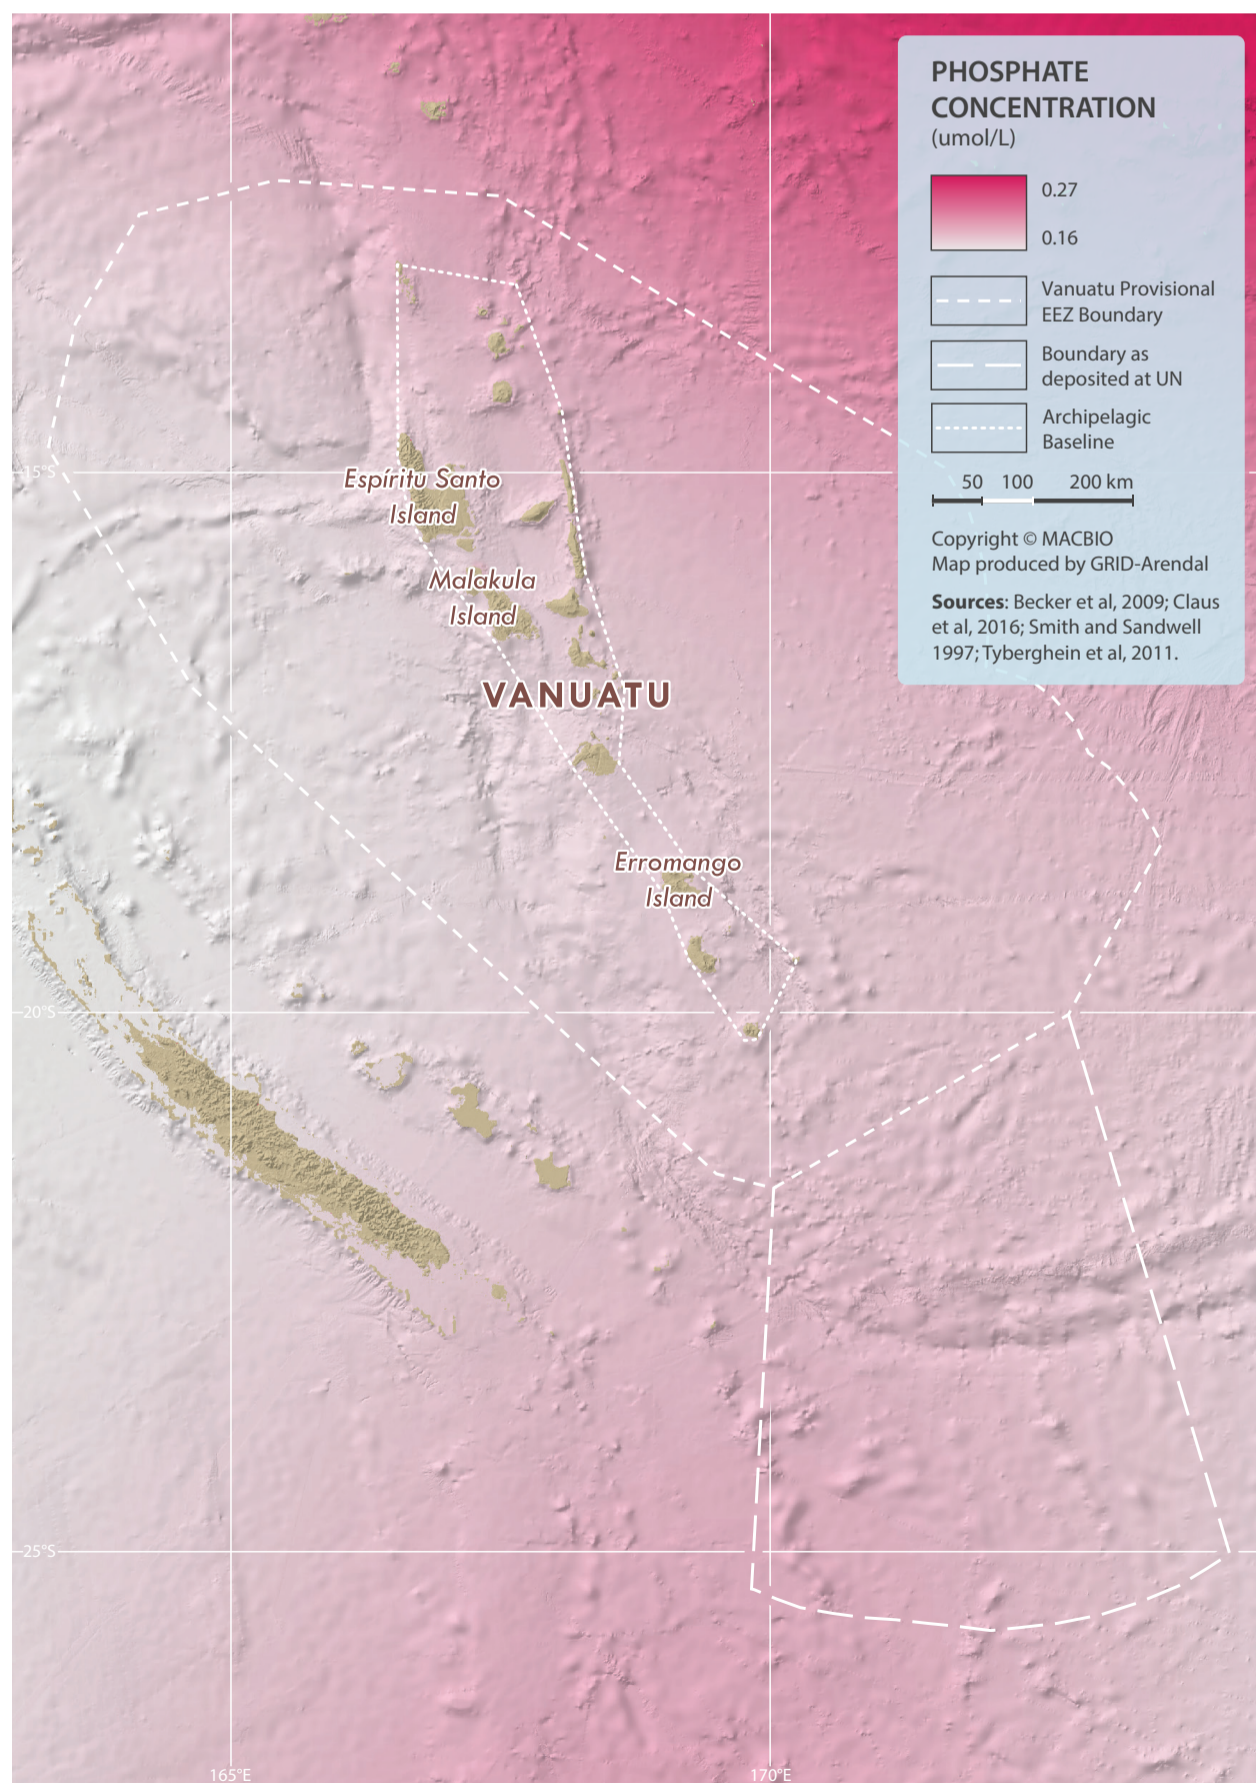 PHOSPHATE
CONCENTRATION
(umol/L)
0.27
0.16
Vanuatu Provisional
EEZ Boundary
Boundary as
deposited at UN
Archipelagic
Baseline
50 100 200 km
Copyright © MACBIO
Map produced by GRID-Arendal
Sources: Becker et al, 2009; Claus
et al, 2016; Smith and Sandwell
1997; Tyberghein et al, 2011.
15°S
Espíritu Santo
Island
Malakula
Island
VANUATU
Erromango
Island
20°S
25°S
165°E
170°E